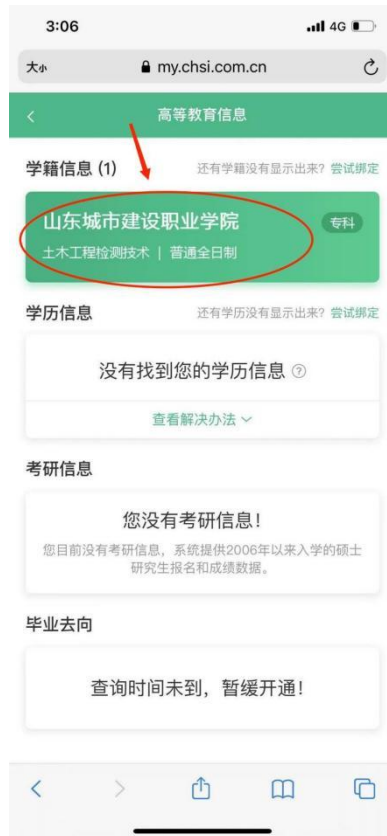 3:06
4G
大小
my.chsi.com.cn
高等教育信息
学籍信息 (1)
还有学籍没有显示出来? 尝试绑定
山东城市建设职业学院
专科
土木工程检测技术 | 普通全日制
学历信息
还有学历没有显示出来? 尝试绑定
没有找到您的学历信息
查看解决办法
考研信息
您没有考研信息!
您目前没有考研信息，系统提供2006年以来入学的硕士
研究生报名和成绩数据。
毕业去向
查询时间未到，暂缓开通!